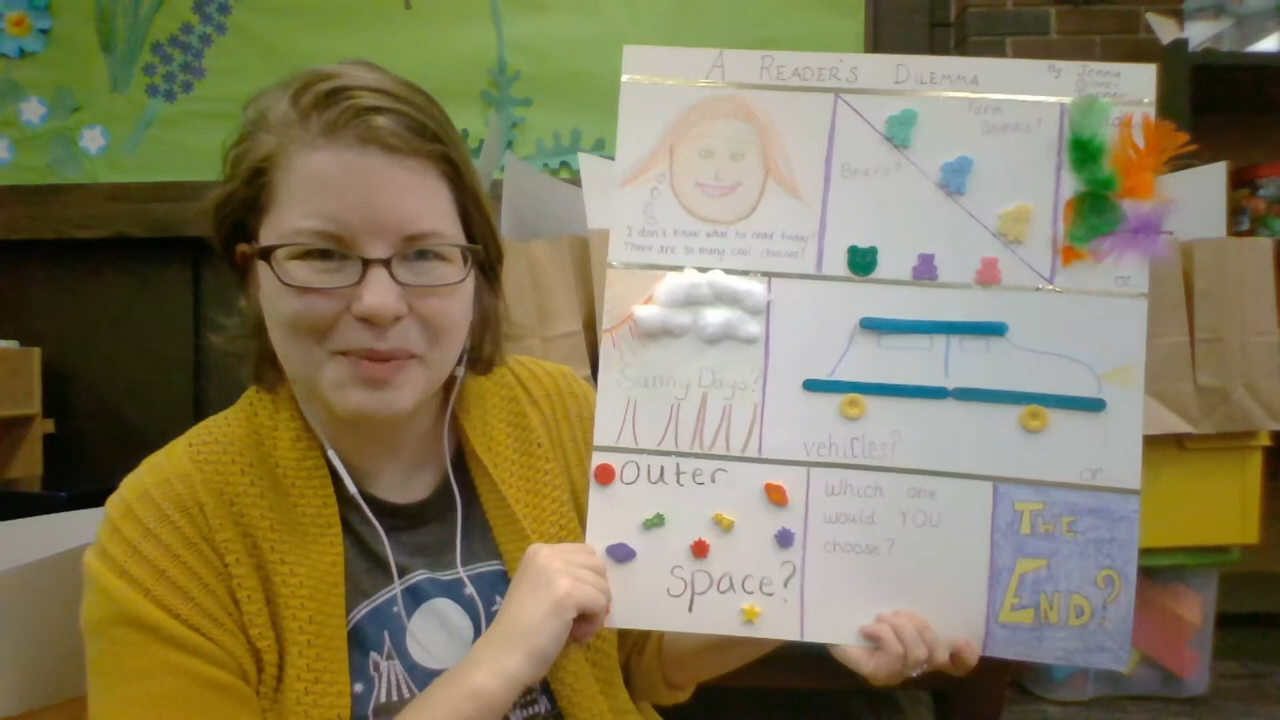 A READER'S DILEMMA
By Jenna
I don't know what to read today!
There are so many cool choices!
Bears?
Farm
Animals?
or
Sunny Days?
vehicles?
or
Outer
space?
Which one
would YOU
choose?
THE
END?